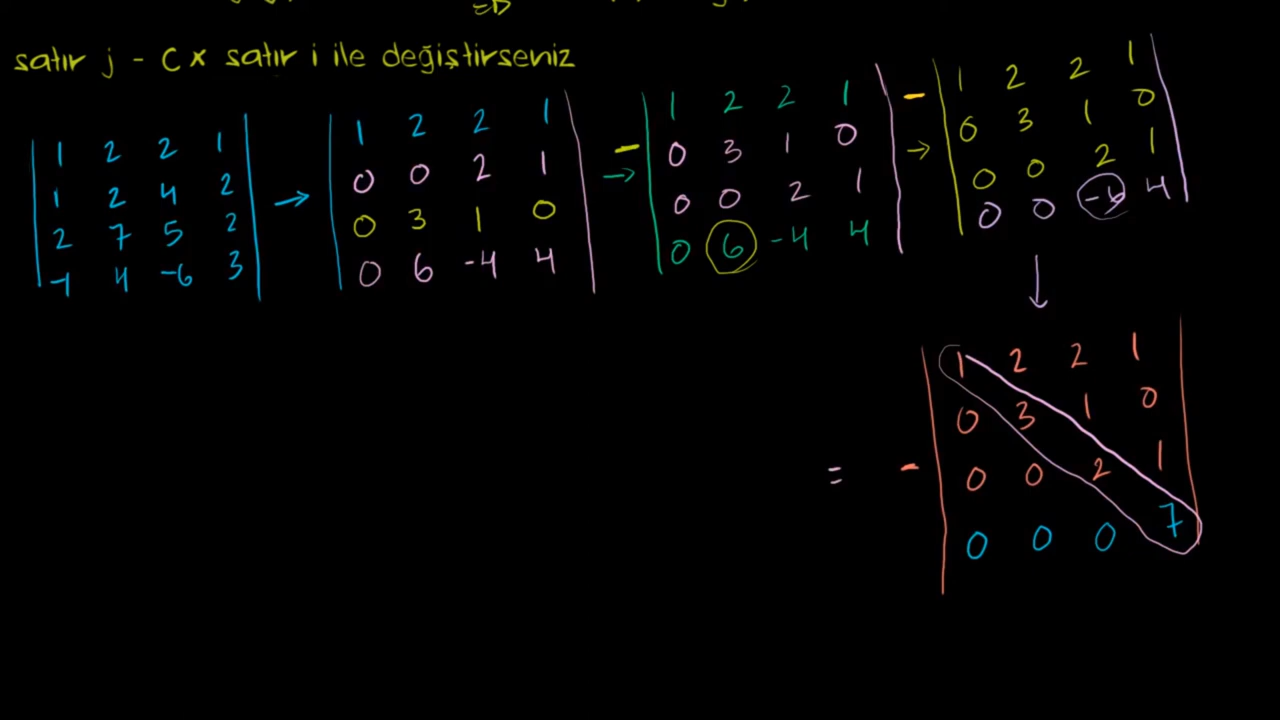 =D
satır j - c x satır i ile değiştirseniz
1 2 2 1
1 2 4 2
2 7 5 2
-1 4 -6 3
→
1 2 2 1
0 0 2 1
0 3 1 0
0 6 -4 4
- →
1 2 2 1
0 3 1 0
0 0 2 1
0 6 -4 4
- →
1 2 2 1
0 3 1 0
0 0 2 1
0 0 -6 4
↓
= -
1 2 2 1
0 3 1 0
0 0 2 1
0 0 0 7